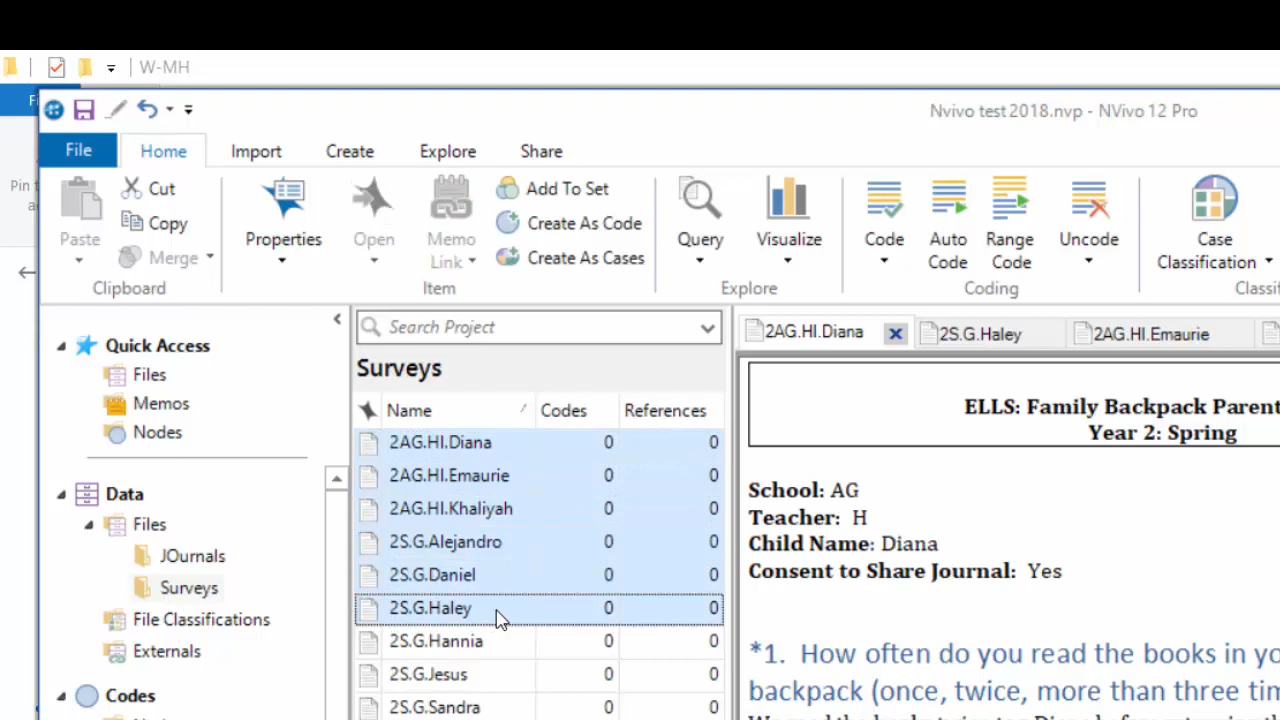 W-MH
Nvivo test 2018.nvp - NVivo 12 Pro
File Home Import Create Explore Share
Pin t
Paste
Cut
Copy
Merge
Clipboard
Properties
Open
Memo
Link
Add To Set
Create As Code
Create As Cases
Item
Query
Visualize
Explore
Code
Auto
Code
Range
Code
Uncode
Coding
Case
Classification
Classifi
Quick Access
Files
Memos
Nodes
Data
Files
JOurnals
Surveys
File Classifications
Externals
Codes
Search Project
Surveys
Name Codes References
2AG.HI.Diana 0 0
2AG.HI.Emaurie 0 0
2AG.HI.Khaliyah 0 0
2S.G.Alejandro 0 0
2S.G.Daniel 0 0
2S.G.Haley 0 0
2S.G.Hannia 0 0
2S.G.Jesus 0 0
2S.G.Sandra 0 0
2AG.HI.Diana 2S.G.Haley 2AG.HI.Emaurie
ELLS: Family Backpack Parent
Year 2: Spring
School: AG
Teacher: H
Child Name: Diana
Consent to Share Journal: Yes
*1. How often do you read the books in yo
backpack (once, twice, more than three tim